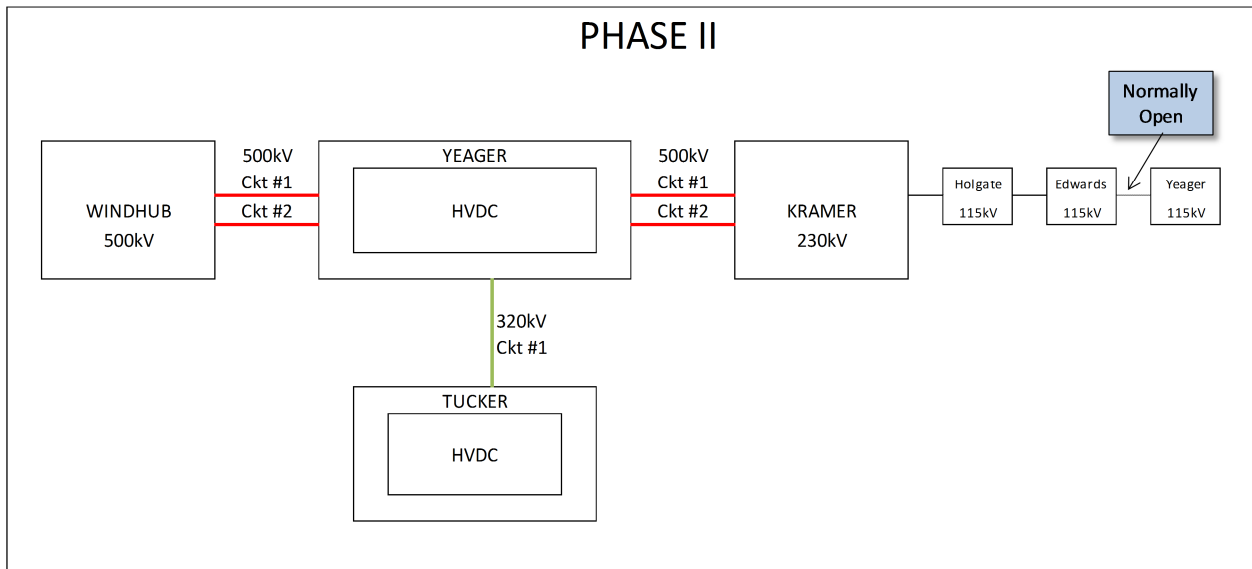 PHASE II
Normally
Open
500kV
Ckt #1
Ckt #2
YEAGER
HVDC
500kV
Ckt #1
Ckt #2
WINDHUB
500kV
KRAMER
230kV
Holgate
115kV
Edwards
115kV
Yeager
115kV
320kV
Ckt #1
TUCKER
HVDC